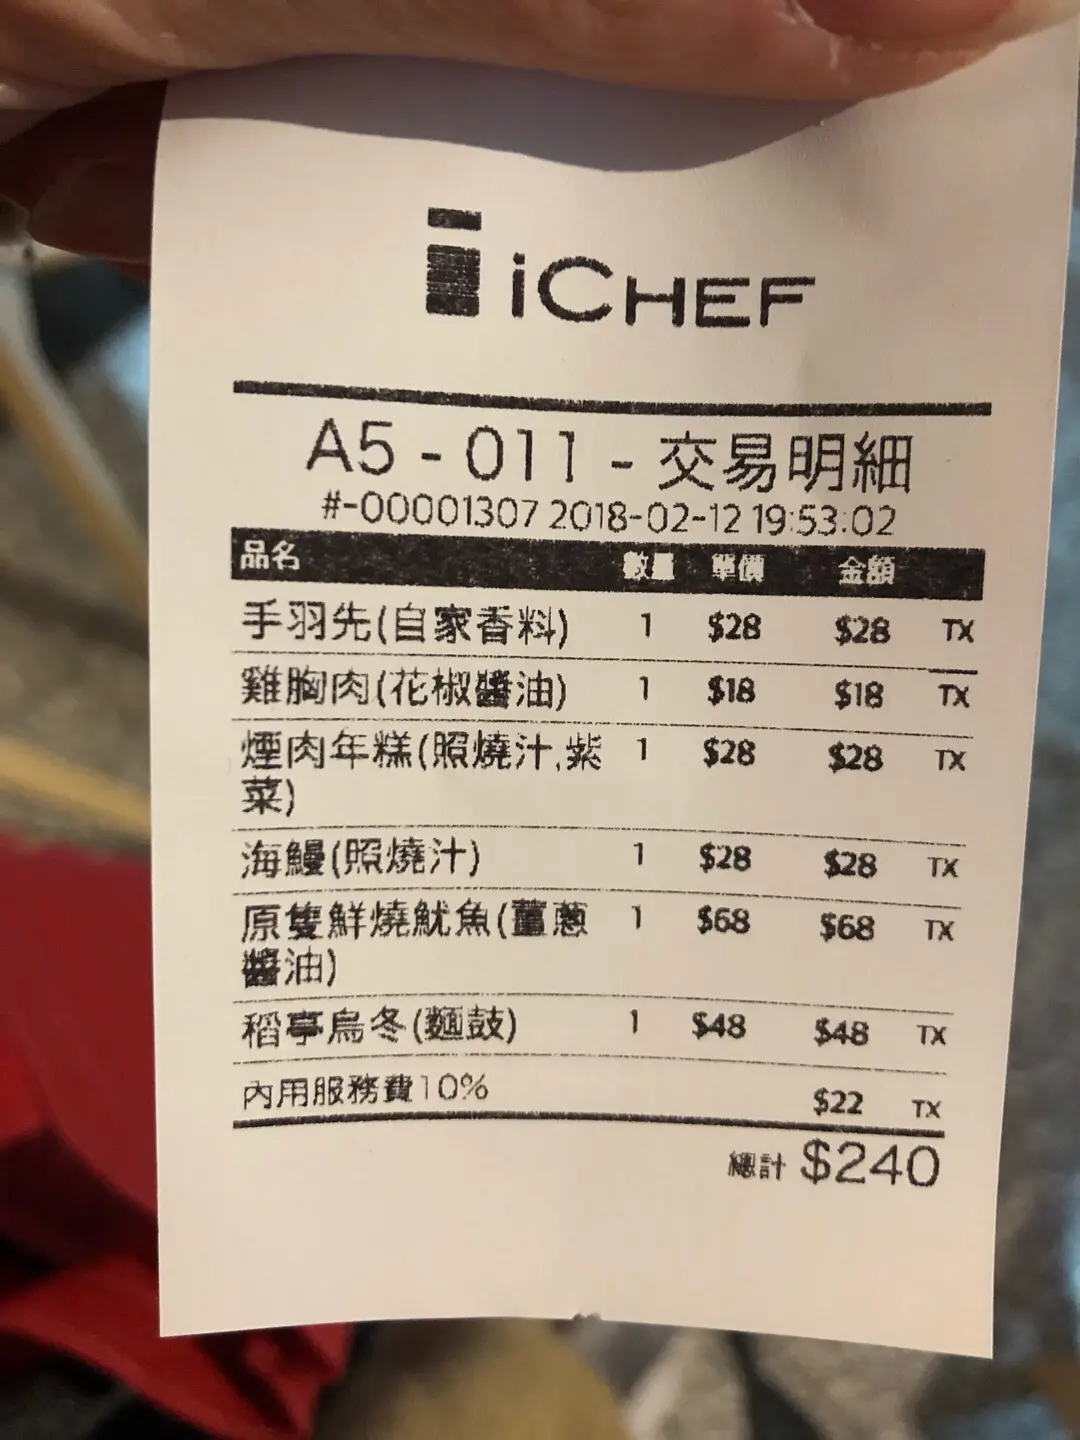 iCHEF
A5 - 011 - 交易明細
#-00001307 2018-02-12 19:53:02
品名 數量 單價 金額
手羽先(自家香料) 1 $28 $28 TX
雞胸肉(花椒醬油) 1 $18 $18 TX
煙肉年糕(照燒汁,紫 1 $28 $28 TX
菜)
海鰻(照燒汁) 1 $28 $28 TX
原隻鮮燒魷魚(薑蔥 1 $68 $68 TX
醬油)
稻亭烏冬(麵鼓) 1 $48 $48 TX
內用服務費10% $22 TX
總計 $240